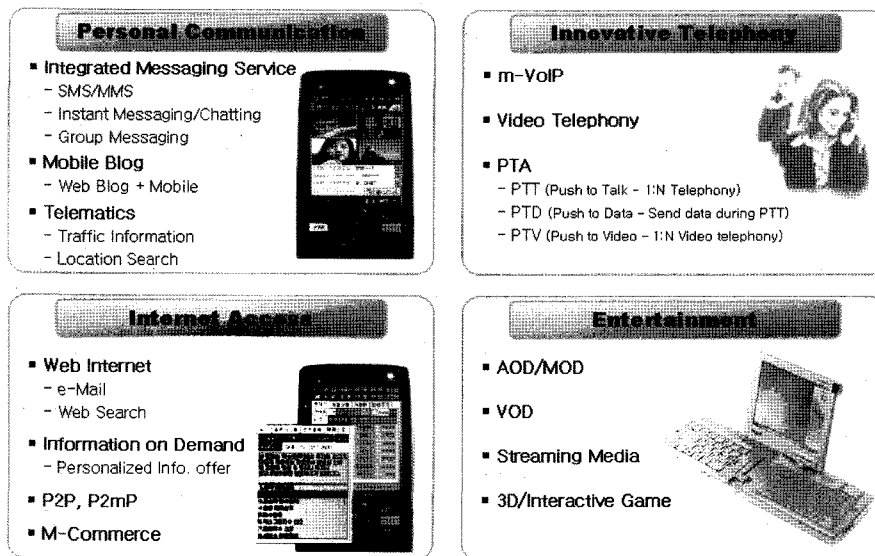 Personal Communication
▪ Integrated Messaging Service
- SMS/MMS
- Instant Messaging/Chatting
- Group Messaging
▪ Mobile Blog
- Web Blog + Mobile
▪ Telematics
- Traffic Information
- Location Search
Innovative Telephony
▪ m-VoIP
▪ Video Telephony
▪ PTA
- PTT (Push to Talk - 1:N Telephony)
- PTD (Push to Data - Send data during PTT)
- PTV (Push to Video - 1:N Video telephony)
Internet Access
▪ Web Internet
- e-Mail
- Web Search
▪ Information on Demand
- Personalized Info. offer
▪ P2P, P2mP
▪ M-Commerce
Entertainment
▪ AOD/MOD
▪ VOD
▪ Streaming Media
▪ 3D/Interactive Game